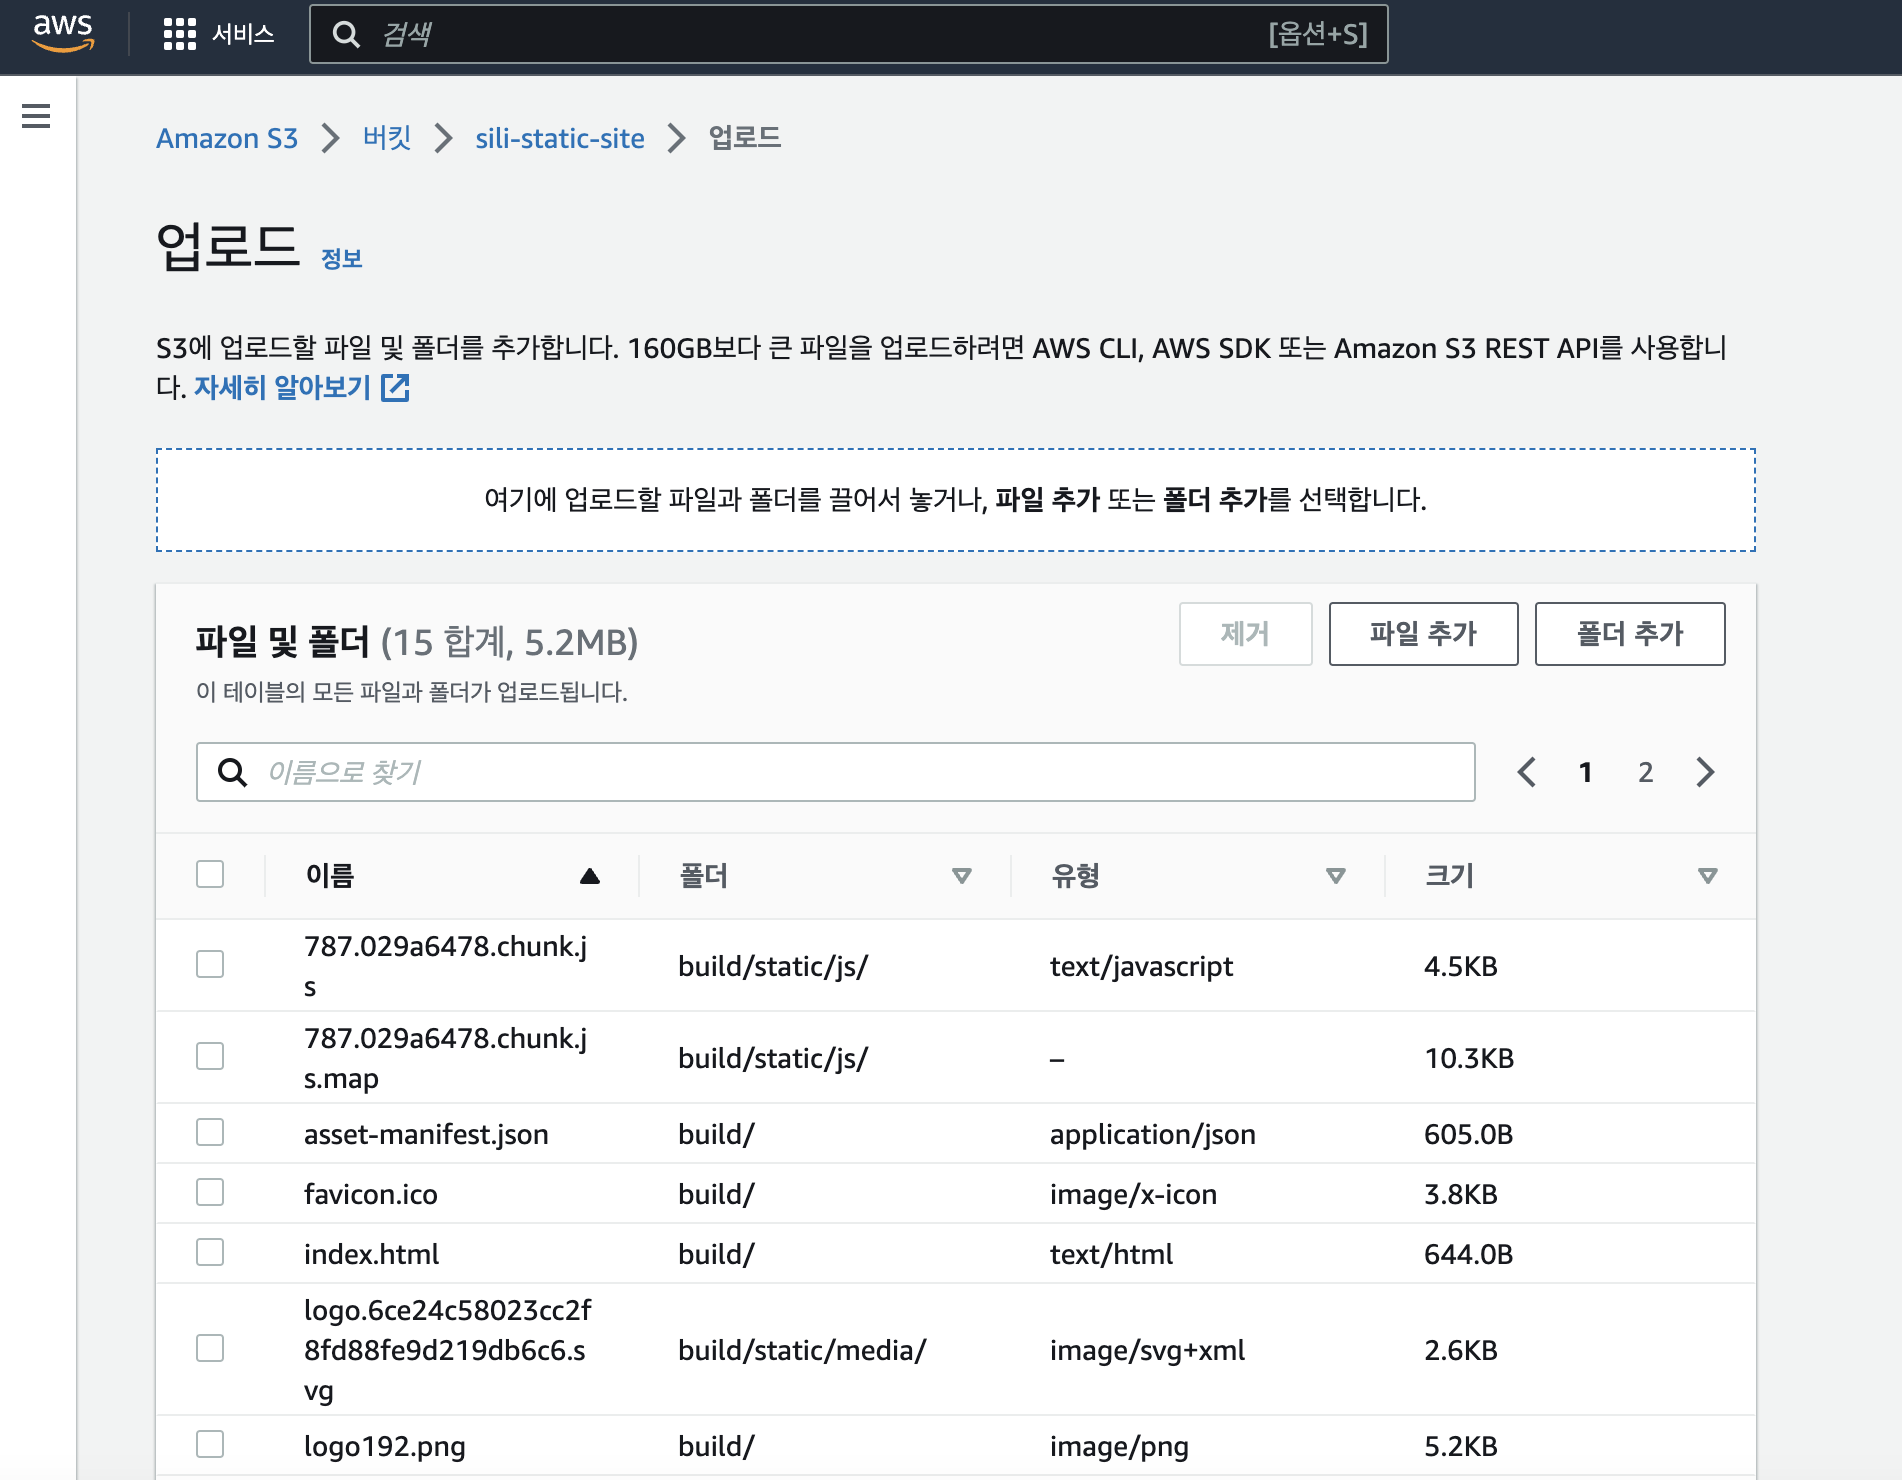 aws 서비스 검색 [옵션+S]
Amazon S3 > 버킷 > sili-static-site > 업로드
업로드 정보
S3에 업로드할 파일 및 폴더를 추가합니다. 160GB보다 큰 파일을 업로드하려면 AWS CLI, AWS SDK 또는 Amazon S3 REST API를 사용합니
다. 자세히 알아보기
여기에 업로드할 파일과 폴더를 끌어서 놓거나, 파일 추가 또는 폴더 추가를 선택합니다.
파일 및 폴더 (15 합계, 5.2MB) 제거 파일 추가 폴더 추가
이 테이블의 모든 파일과 폴더가 업로드됩니다.
이름으로 찾기 1 2
이름 폴더 유형 크기
787.029a6478.chunk.j
s build/static/js/ text/javascript 4.5KB
787.029a6478.chunk.j
s.map build/static/js/ – 10.3KB
asset-manifest.json build/ application/json 605.0B
favicon.ico build/ image/x-icon 3.8KB
index.html build/ text/html 644.0B
logo.6ce24c58023cc2f
8fd88fe9d219db6c6.s build/static/media/ image/svg+xml 2.6KB
vg
logo192.png build/ image/png 5.2KB